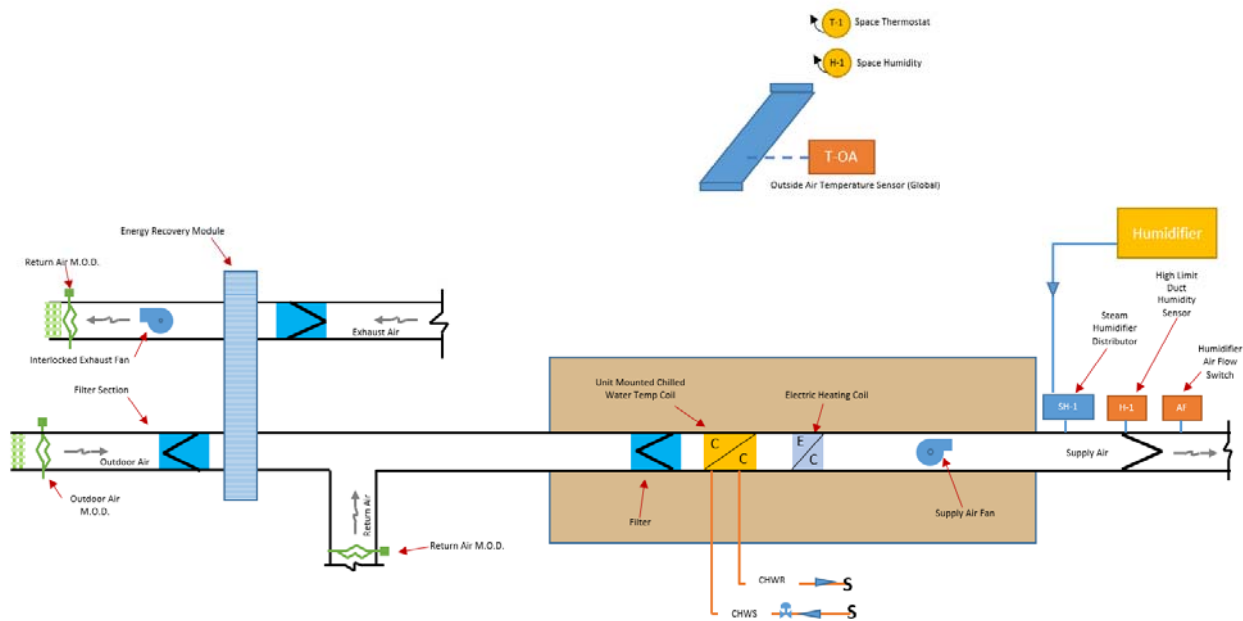 T-1
Space Thermostat
H-1
Space Humidity
T-OA
Outside Air Temperature Sensor (Global)
Energy Recovery Module
Return Air M.O.D.
Exhaust Air
Interlocked Exhaust Fan
Filter Section
Outdoor Air
Outdoor Air
M.O.D.
Return Air
Return Air M.O.D.
Unit Mounted Chilled
Water Temp Coil
Electric Heating Coil
C
C
E
C
Filter
Supply Air Fan
CHWR
S
CHWS
S
Humidifier
High Limit
Duct
Humidity
Sensor
Steam
Humidifier
Distributor
Humidifier
Air Flow
Switch
SH-1
H-1
AF
Supply Air